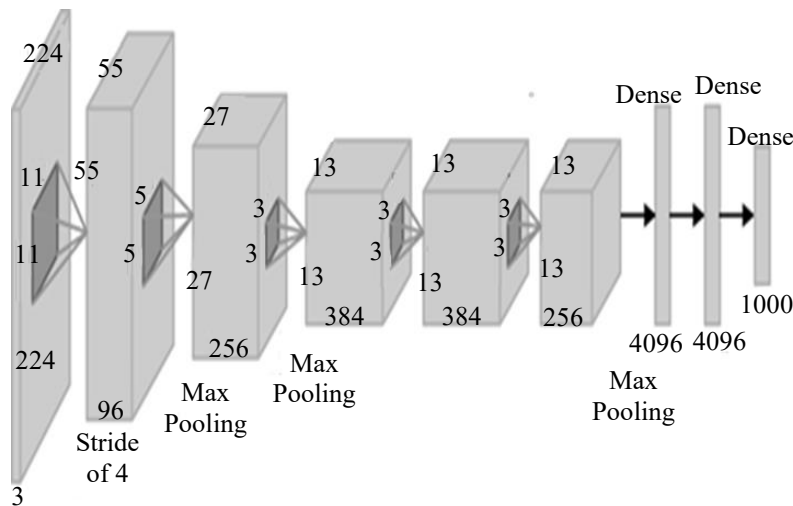 224
55
27
13
13
13
Dense
Dense
Dense
11
55
5
3
3
3
11
5
3
3
3
27
13
13
13
224
256
384
384
256
1000
4096
4096
96
Max
Pooling
Max
Pooling
Max
Pooling
Stride
of 4
3